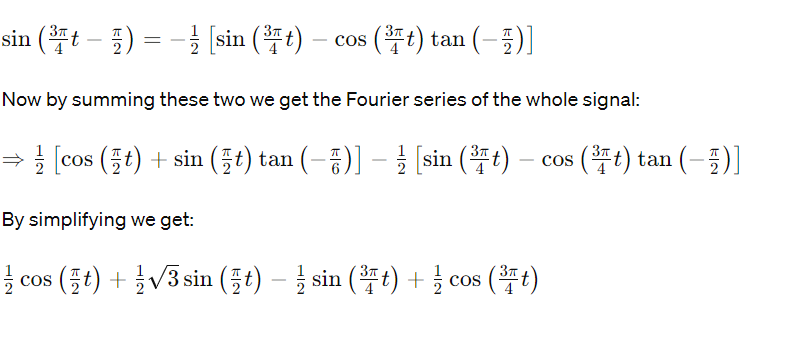 sin (3π/4 t − π/2) = −1/2 [sin (3π/4 t) − cos (3π/4 t) tan (−π/2)]
Now by summing these two we get the Fourier series of the whole signal:
⇒ 1/2 [cos (π/2 t) + sin (π/2 t) tan (−π/6)] − 1/2 [sin (3π/4 t) − cos (3π/4 t) tan (−π/2)]
By simplifying we get:
1/2 cos (π/2 t) + 1/2 √3 sin (π/2 t) − 1/2 sin (3π/4 t) + 1/2 cos (3π/4 t)